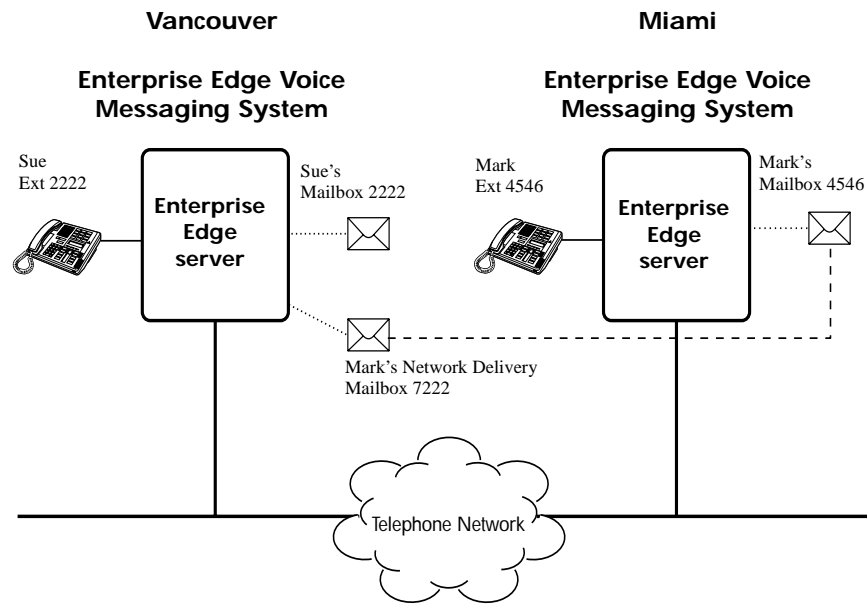 Vancouver
Enterprise Edge Voice
Messaging System
Sue
Ext 2222
Enterprise
Edge
server
Sue's
Mailbox 2222
Mark's Network Delivery
Mailbox 7222
Miami
Enterprise Edge Voice
Messaging System
Mark
Ext 4546
Enterprise
Edge
server
Mark's
Mailbox 4546
Telephone Network